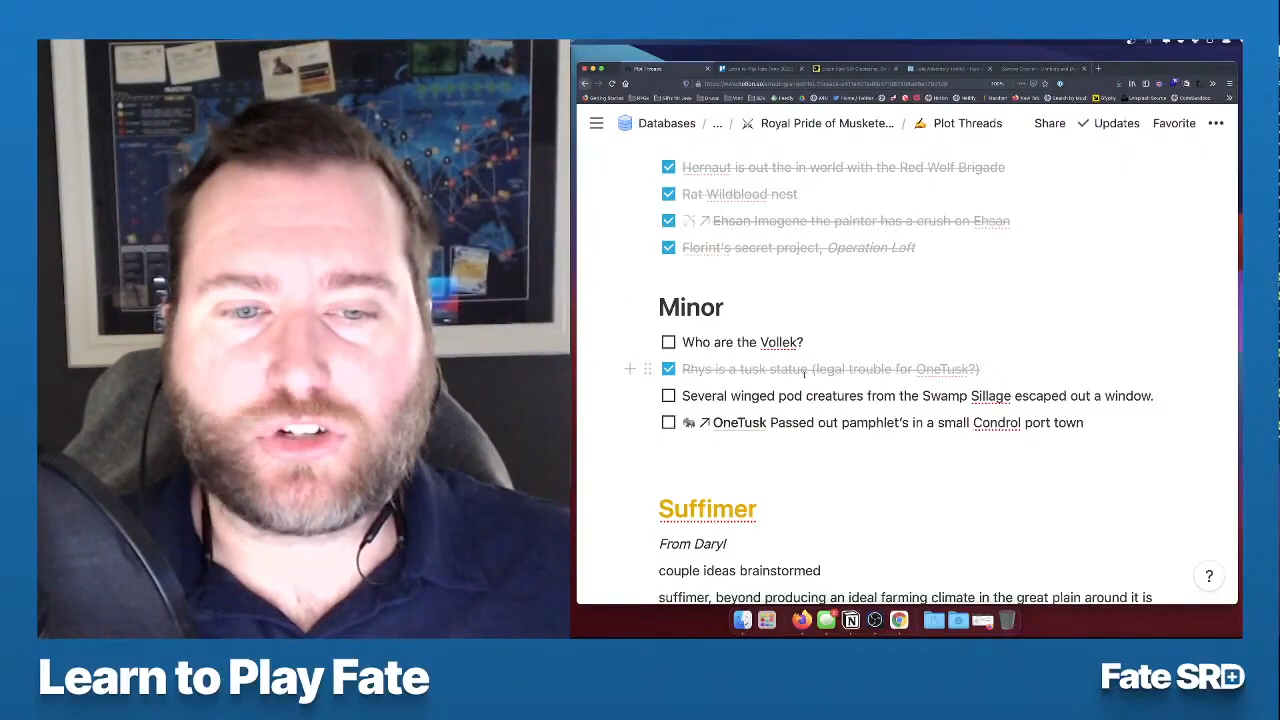 Plot Threads
Getting Started
Databases / ... / Royal Pride of Muskete... / Plot Threads Share Updates Favorite
Hernaut is out the in world with the Red Wolf Brigade
Rat Wildblood nest
Ehsan Imogene the painter has a crush on Ehsan
Florint's secret project, Operation Loft
Minor
Who are the Vollek?
Rhys is a tusk statue (legal trouble for OneTusk?)
Several winged pod creatures from the Swamp Sillage escaped out a window.
OneTusk Passed out pamphlet's in a small Condrol port town
Suffimer
From Daryl
couple ideas brainstormed
suffimer, beyond producing an ideal farming climate in the great plain around it is
?
Learn to Play Fate
Fate SRD